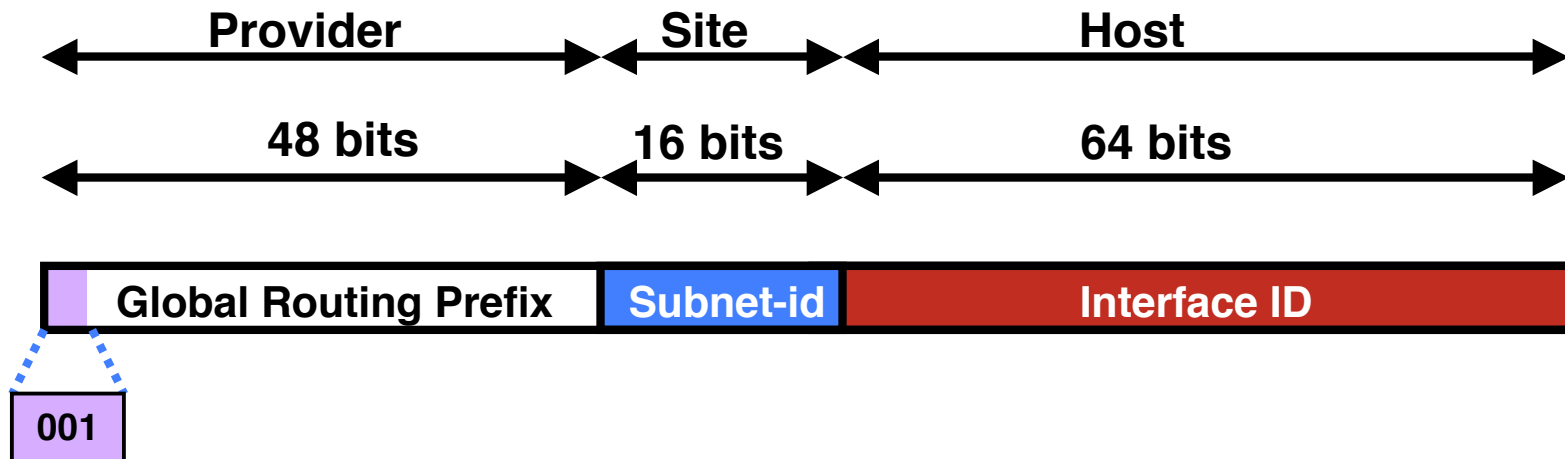 Provider Site Host
48 bits 16 bits 64 bits
Global Routing Prefix Subnet-id Interface ID
001